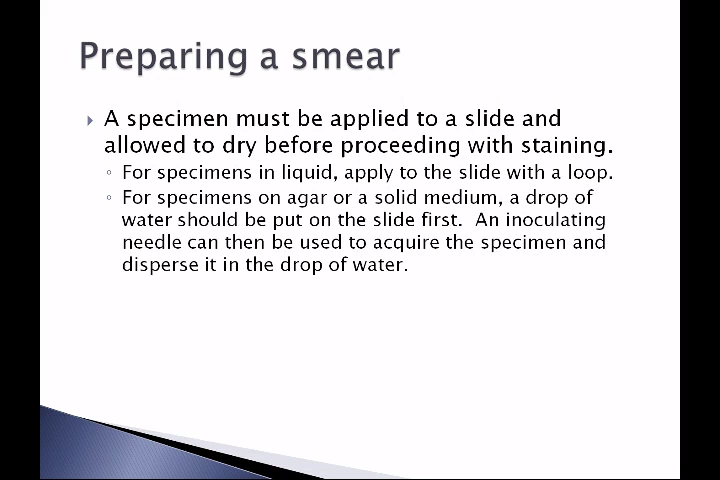 Preparing a smear
A specimen must be applied to a slide and
allowed to dry before proceeding with staining.
For specimens in liquid, apply to the slide with a loop.
For specimens on agar or a solid medium, a drop of
water should be put on the slide first.  An inoculating
needle can then be used to acquire the specimen and
disperse it in the drop of water.